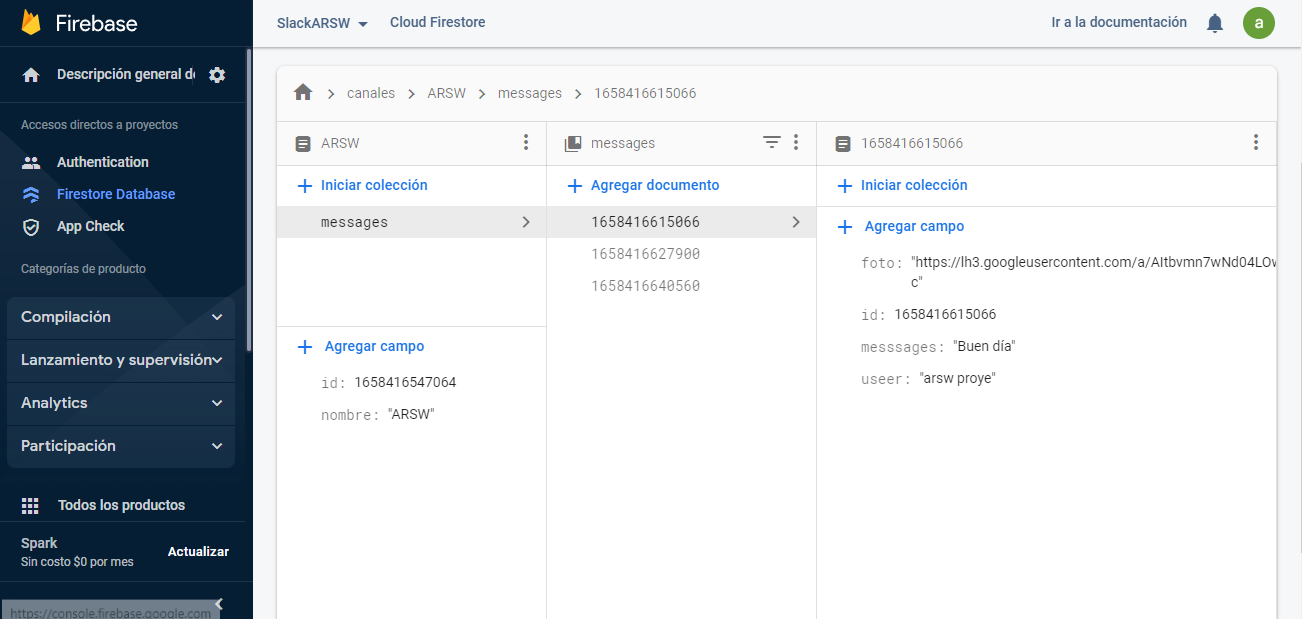 Firebase
Descripción general de
Accesos directos a proyectos
Authentication
Firestore Database
App Check
Categorías de producto
Compilación
Lanzamiento y supervisión
Analytics
Participación
Todos los productos
Spark
Sin costo $0 por mes
Actualizar
https://console.firebase.google.com
SlackARSW
Cloud Firestore
Ir a la documentación
a
canales
ARSW
messages
1658416615066
ARSW
Iniciar colección
messages
Agregar campo
id: 1658416547064
nombre: "ARSW"
messages
Agregar documento
1658416615066
1658416627900
1658416640560
1658416615066
Iniciar colección
Agregar campo
foto: "https://lh3.googleusercontent.com/a/AItbvmn7wNd04LOv
c"
id: 1658416615066
messsages: "Buen día"
useer: "arsw proye"